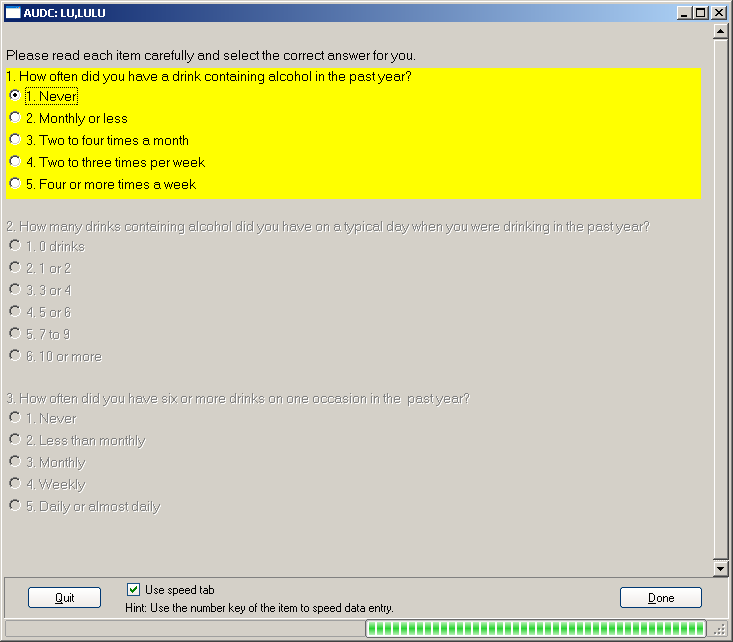 AUDC: LU,LULU
Please read each item carefully and select the correct answer for you.
1. How often did you have a drink containing alcohol in the past year?
1. Never
2. Monthly or less
3. Two to four times a month
4. Two to three times per week
5. Four or more times a week
2. How many drinks containing alcohol did you have on a typical day when you were drinking in the past year?
1. 0 drinks
2. 1 or 2
3. 3 or 4
4. 5 or 6
5. 7 to 9
6. 10 or more
3. How often did you have six or more drinks on one occasion in the  past year?
1. Never
2. Less than monthly
3. Monthly
4. Weekly
5. Daily or almost daily
Quit
Use speed tab
Done
Hint: Use the number key of the item to speed data entry.